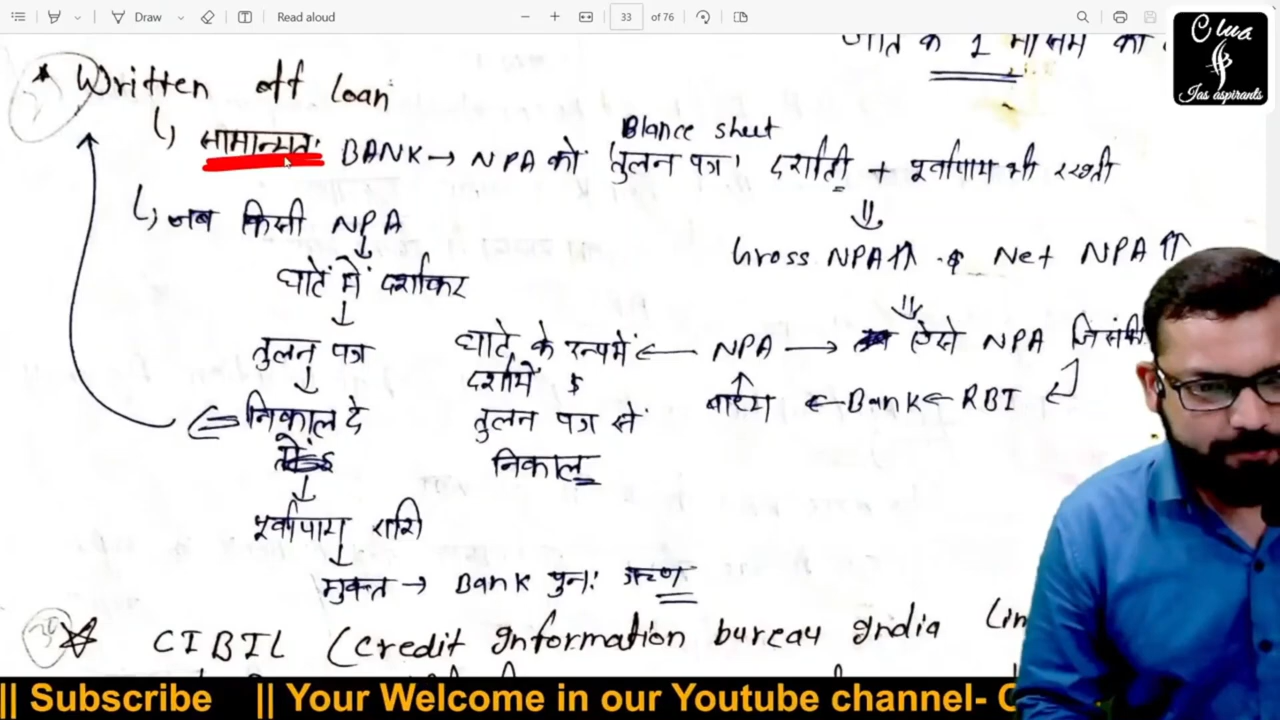 Draw
Read aloud
33
of 76
Clua
Ias aspirants
जाति के 1
* Written off loan
Blance sheet
सामान्यतः BANK → NPA को 'तुलन पत्र' दर्शाती + पूर्वापाय भी रखती
जब किसी NPA
Gross NPA⇈ & Net NPA⇈
घाटें में दर्शाकर
तुलन पत्र घाटे के रूपमें ← NPA → ऐसे NPA जिसकी
दर्शामें $
निकाल दे तुलन पत्र से बाध्य ← Bank ← RBI
निकालू
पूर्वापाय राशि
मुक्त → Bank पुनः ऋण
CIBIL (Credit Information bureau India Lim
|| Subscribe || Your Welcome in our Youtube channel- C